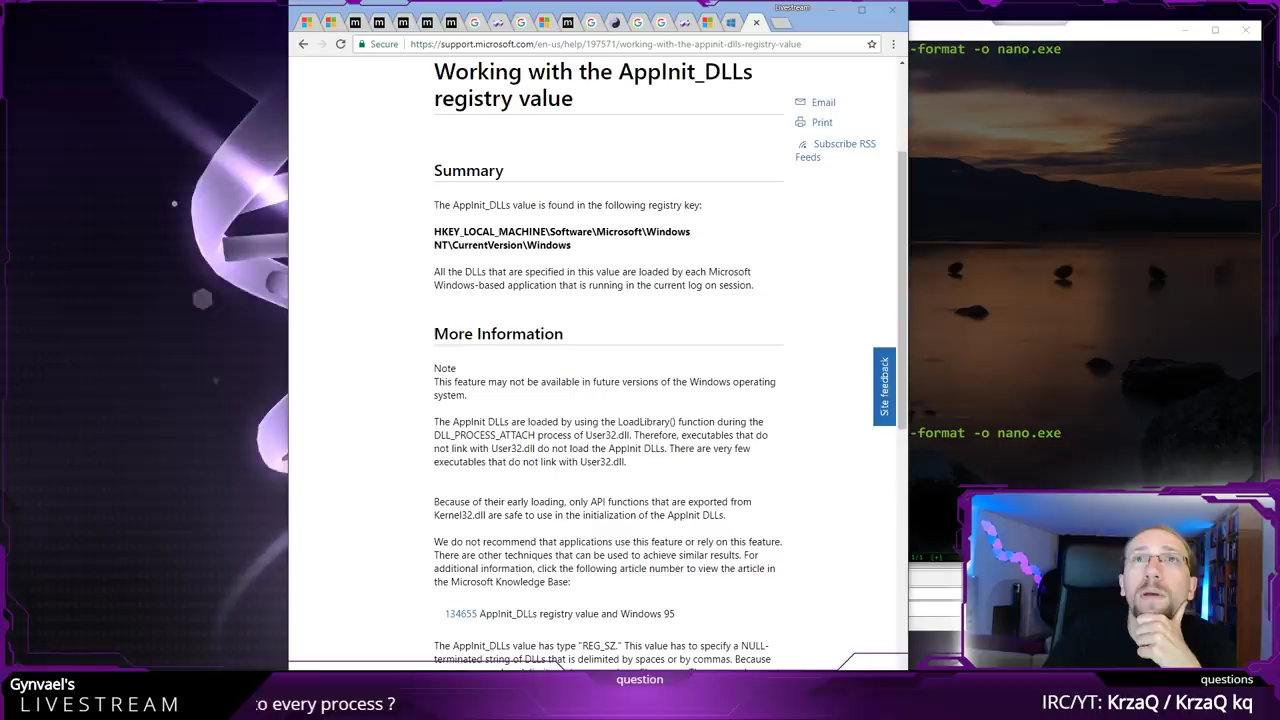 Livestream
Secure
https://support.microsoft.com/en-us/help/197571/working-with-the-appinit-dlls-registry-value
Working with the AppInit_DLLs
registry value
Email
Print
Subscribe RSS
Feeds
Summary
The AppInit_DLLs value is found in the following registry key:
HKEY_LOCAL_MACHINE\Software\Microsoft\Windows
NT\CurrentVersion\Windows
All the DLLs that are specified in this value are loaded by each Microsoft
Windows-based application that is running in the current log on session.
More Information
Note
This feature may not be available in future versions of the Windows operating
system.
The AppInit DLLs are loaded by using the LoadLibrary() function during the
DLL_PROCESS_ATTACH process of User32.dll. Therefore, executables that do
not link with User32.dll do not load the AppInit DLLs. There are very few
executables that do not link with User32.dll.
Because of their early loading, only API functions that are exported from
Kernel32.dll are safe to use in the initialization of the AppInit DLLs.
We do not recommend that applications use this feature or rely on this feature.
There are other techniques that can be used to achieve similar results. For
additional information, click the following article number to view the article in
the Microsoft Knowledge Base:
134655 AppInit_DLLs registry value and Windows 95
The AppInit_DLLs value has type "REG_SZ." This value has to specify a NULL-
terminated string of DLLs that is delimited by spaces or by commas. Because
Site feedback
-format -o nano.exe
-format -o nano.exe
1/1 [+]
Gynvael's
LIVESTREAM
question
to every process ?
questions
IRC/YT: KrzaQ / KrzaQ kq